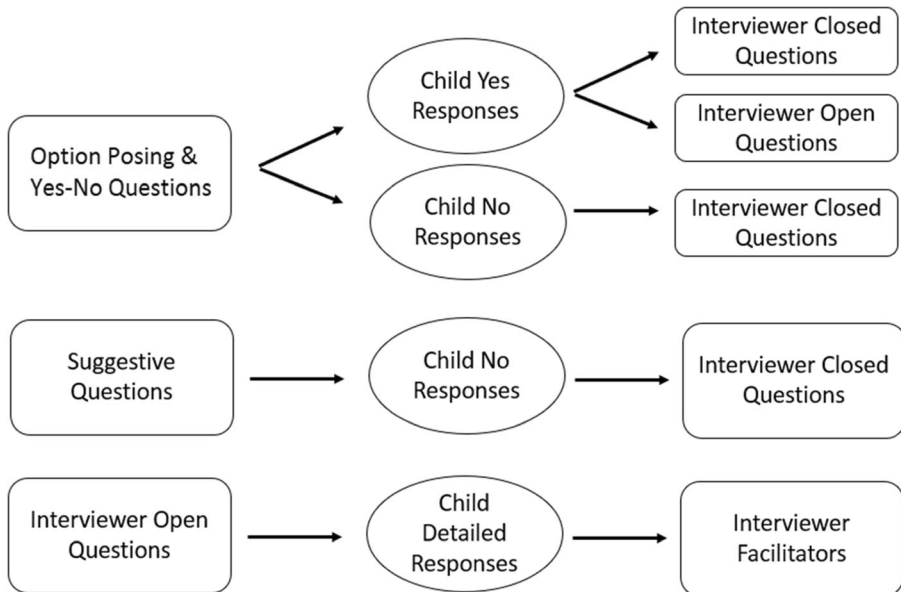 Option Posing &
Yes-No Questions
Child Yes
Responses
Interviewer Closed
Questions
Interviewer Open
Questions
Child No
Responses
Interviewer Closed
Questions
Suggestive
Questions
Child No
Responses
Interviewer Closed
Questions
Interviewer Open
Questions
Child
Detailed
Responses
Interviewer
Facilitators